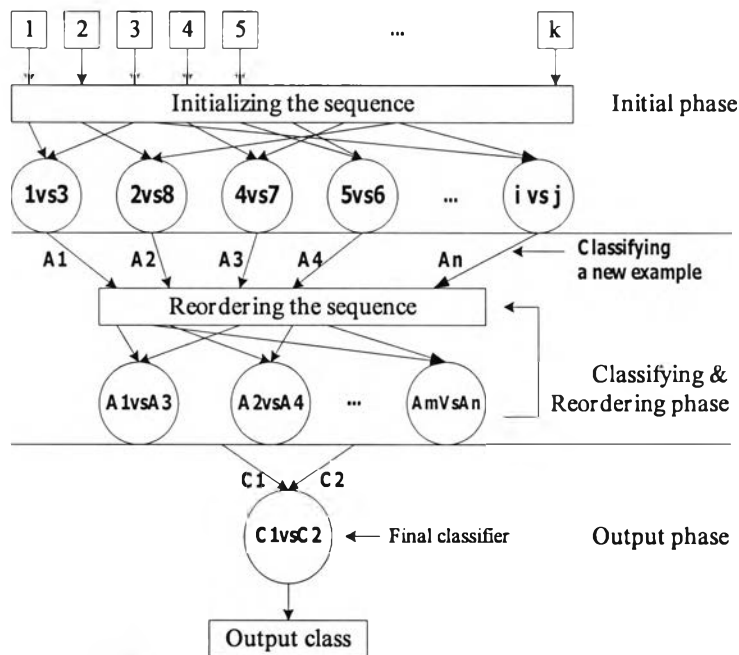 1 2 3 4 5 ... k
Initializing the sequence
Initial phase
1vs3 2vs8 4vs7 5vs6 ... i vs j
A1 A2 A3 A4 An
Classifying
a new example
Reordering the sequence
A1vsA3 A2vsA4 ... AmVsAn
Classifying &
Reordering phase
C1 C2
C1vsC2
Final classifier
Output phase
Output class